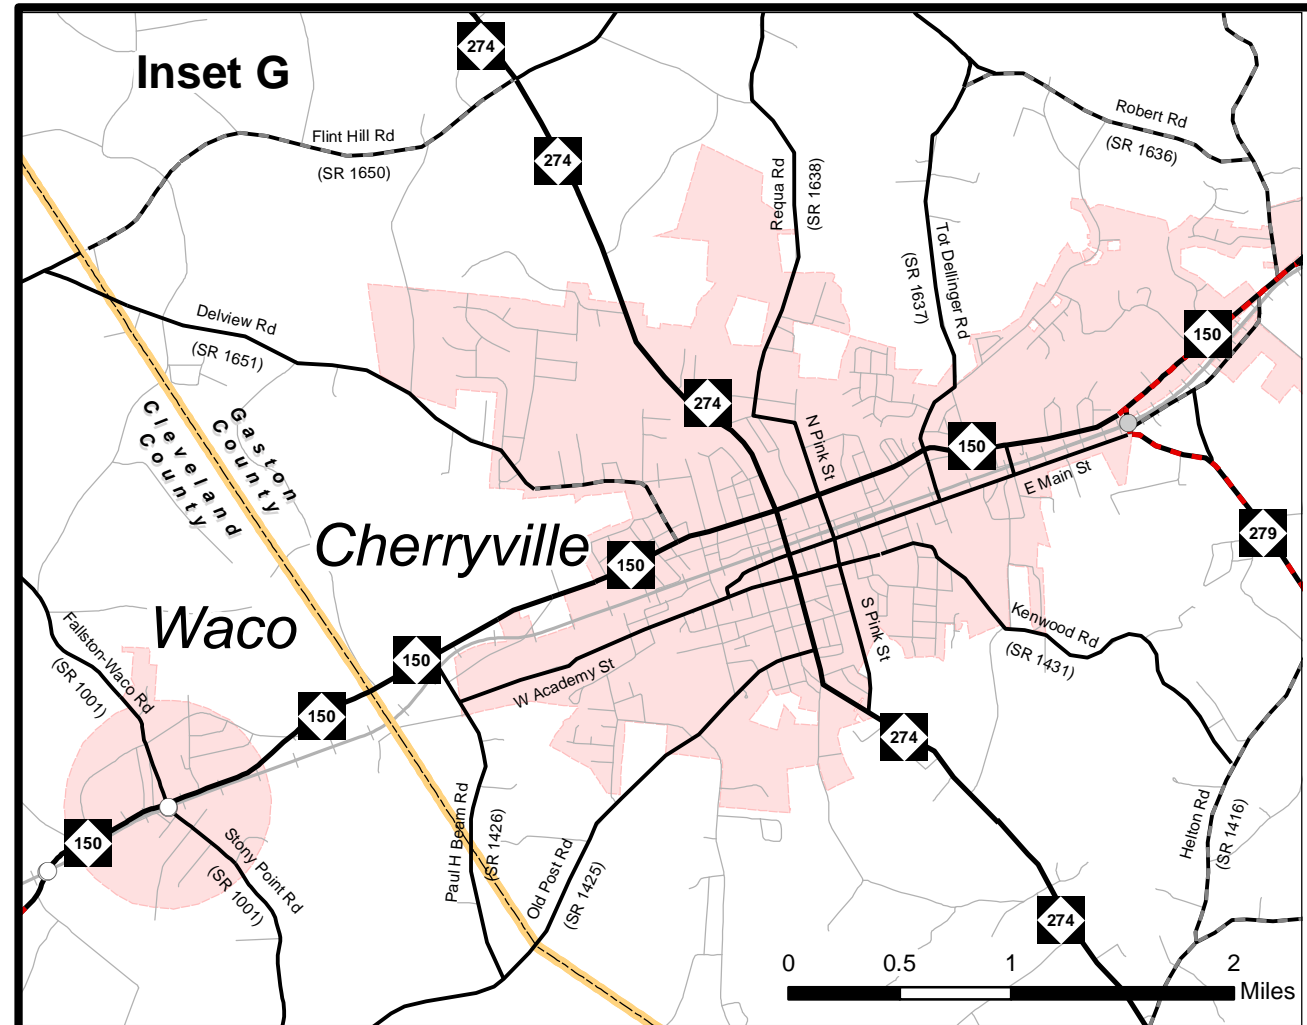 274
Inset G
Robert Rd
(SR 1636)
Flint Hill Rd
(SR 1650)
274
Requa Rd
(SR 1638)
Tot Dellinger Rd
(SR 1637)
Delview Rd
(SR 1651)
150
274
Gaston
County
Cleveland
County
N Pink St
150
E Main St
Cherryville
150
279
Waco
Fallston-Waco Rd
(SR 1001)
S Pink St
Kenwood Rd
(SR 1431)
150
W Academy St
150
274
Paul H Beam Rd
(SR 1426)
Helton Rd
(SR 1416)
150
Stony Point Rd
(SR 1001)
Old Post Rd
(SR 1425)
274
0 0.5 1 2
Miles